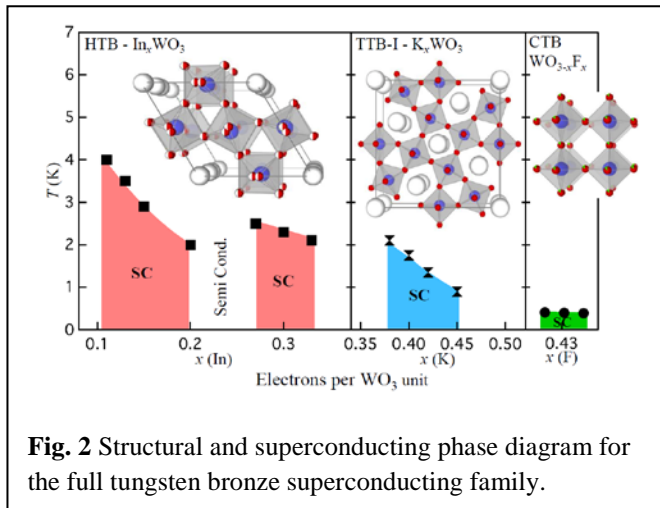 HTB - InₓWO₃
TTB-I - KₓWO₃
CTB
WO₃₋ₓFₓ
7
6
5
4
3
2
1
0
T (K)
SC
Semi Cond.
SC
SC
SC
0.1
0.2
0.3
0.35
0.40
0.45
0.50
0.43
x (In)
x (K)
x (F)
Electrons per WO₃ unit
Fig. 2 Structural and superconducting phase diagram for
the full tungsten bronze superconducting family.